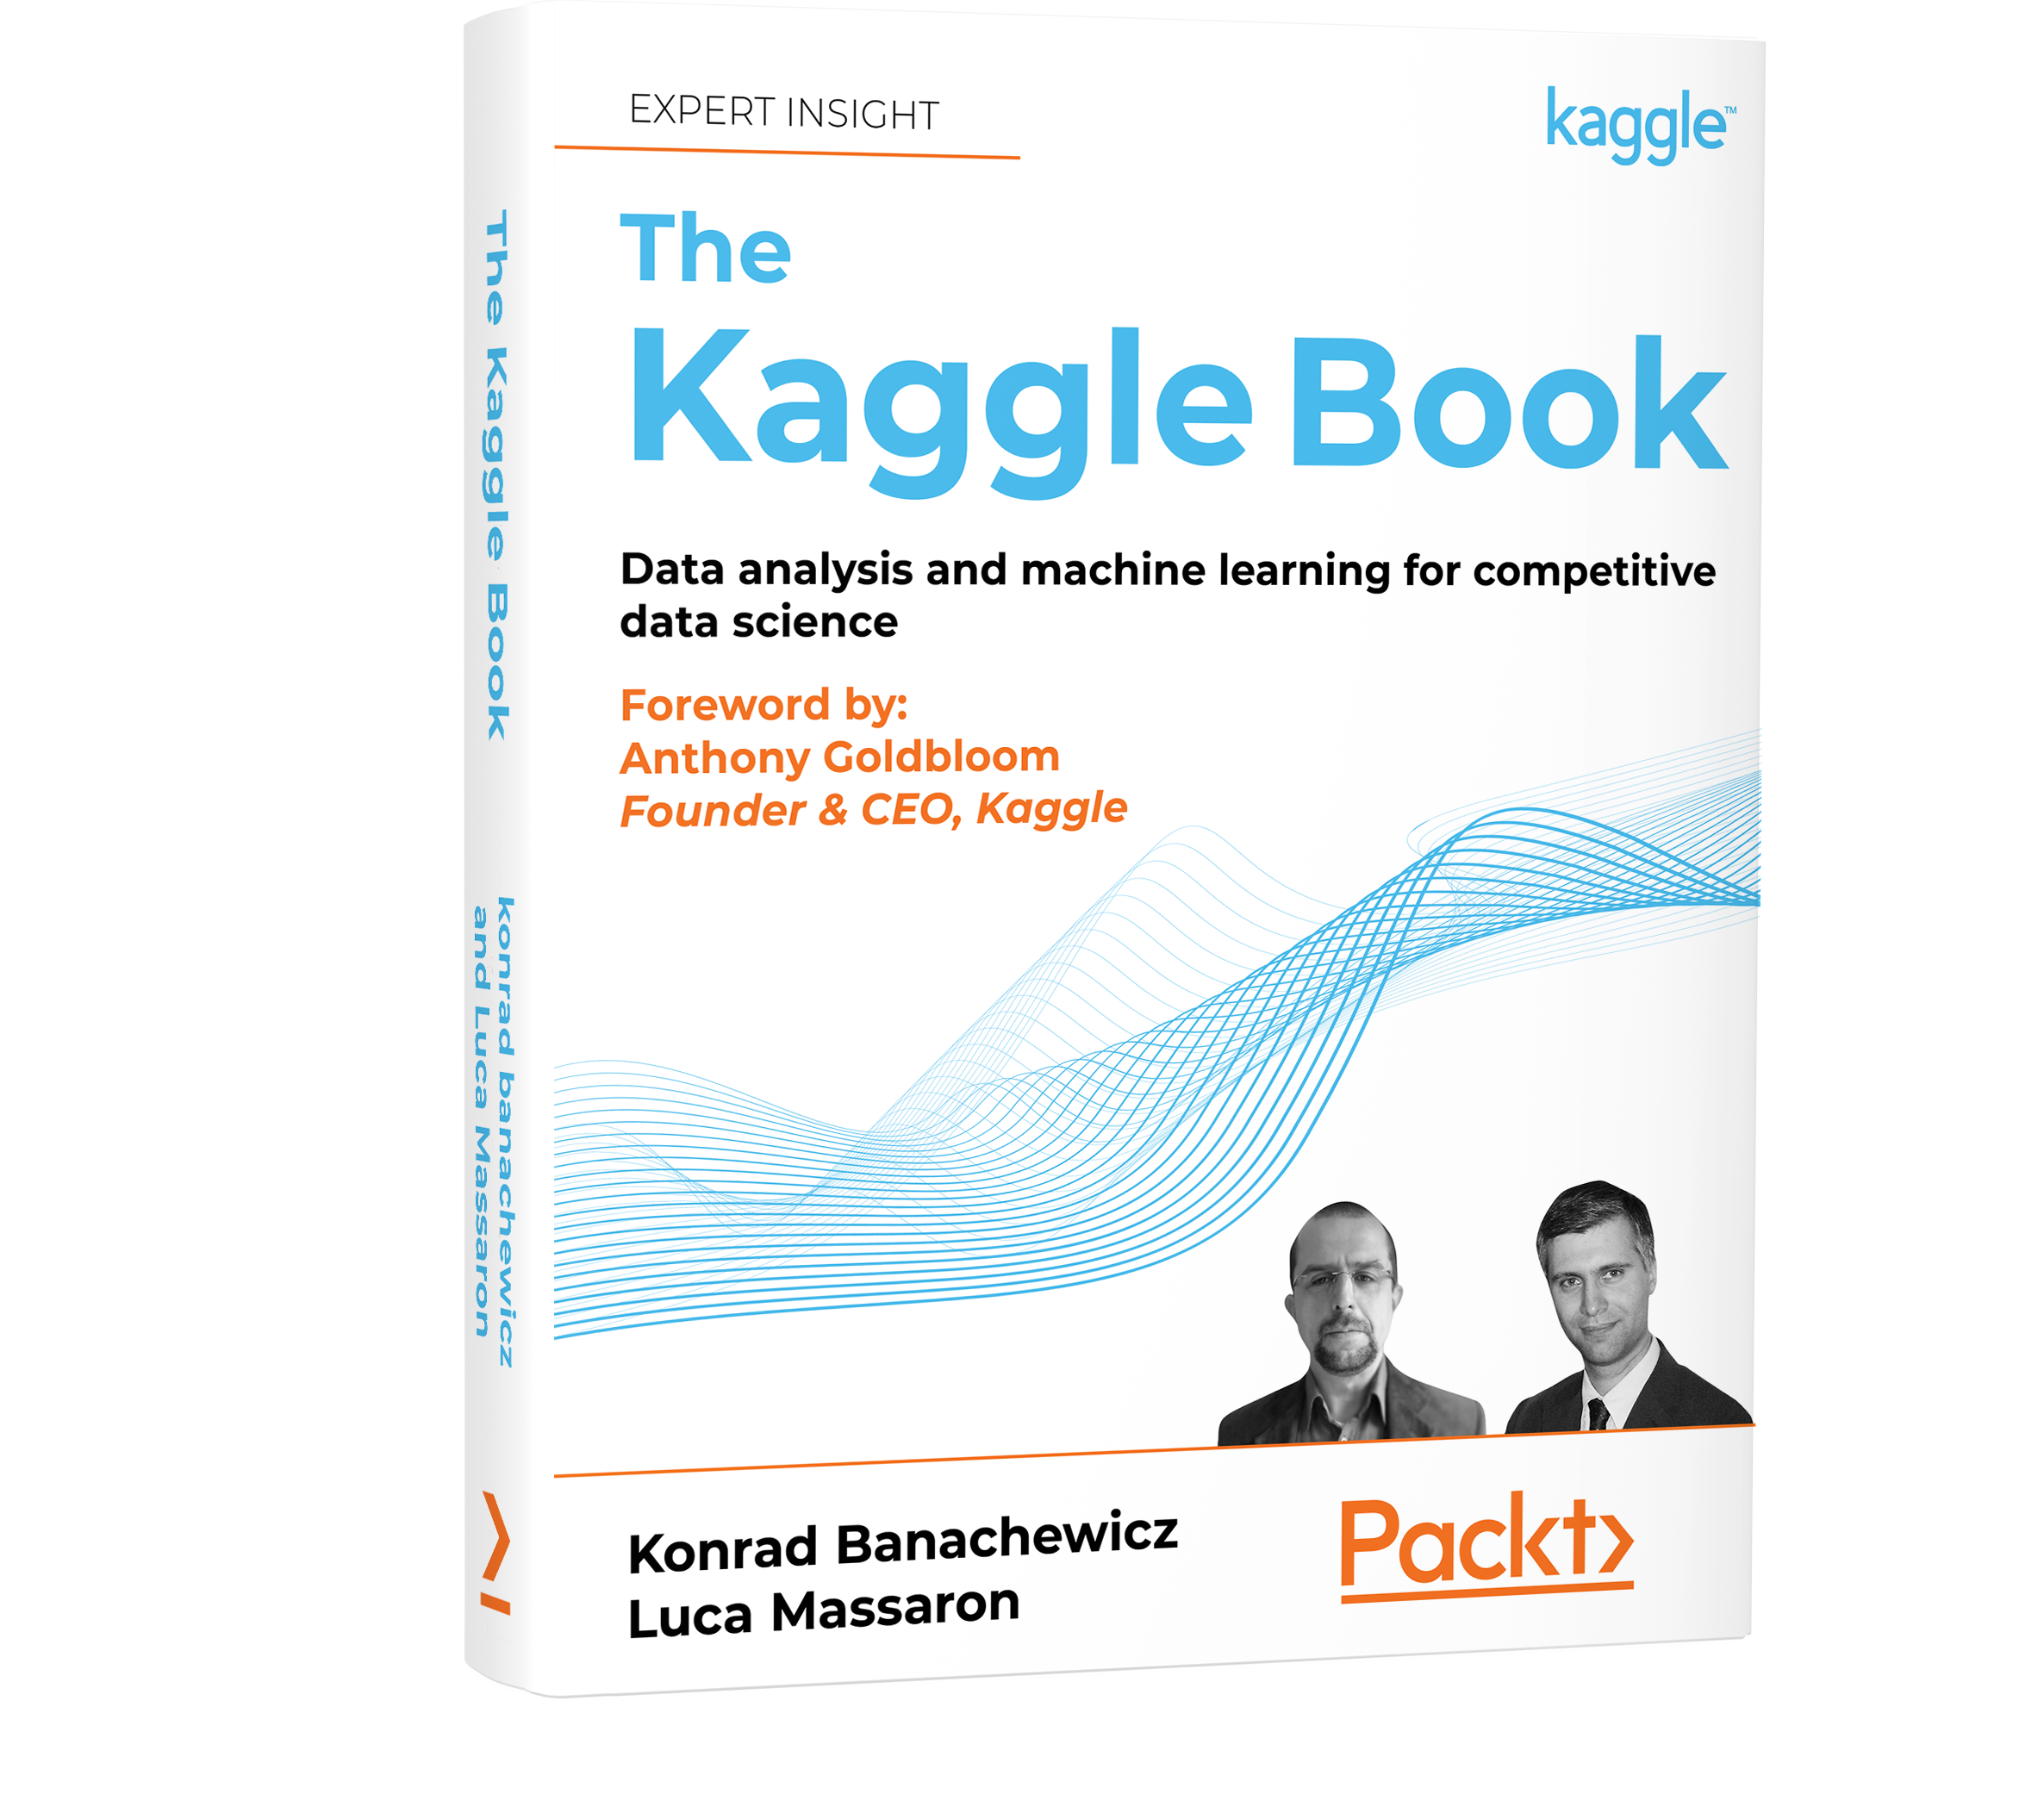 EXPERT INSIGHT
kaggle™
The
Kaggle Book
Data analysis and machine learning for competitive
data science
Foreword by:
Anthony Goldbloom
Founder & CEO, Kaggle
Konrad Banachewicz
Luca Massaron
Packt
The Kaggle Book
Konrad banachewicz
and Luca Massaron